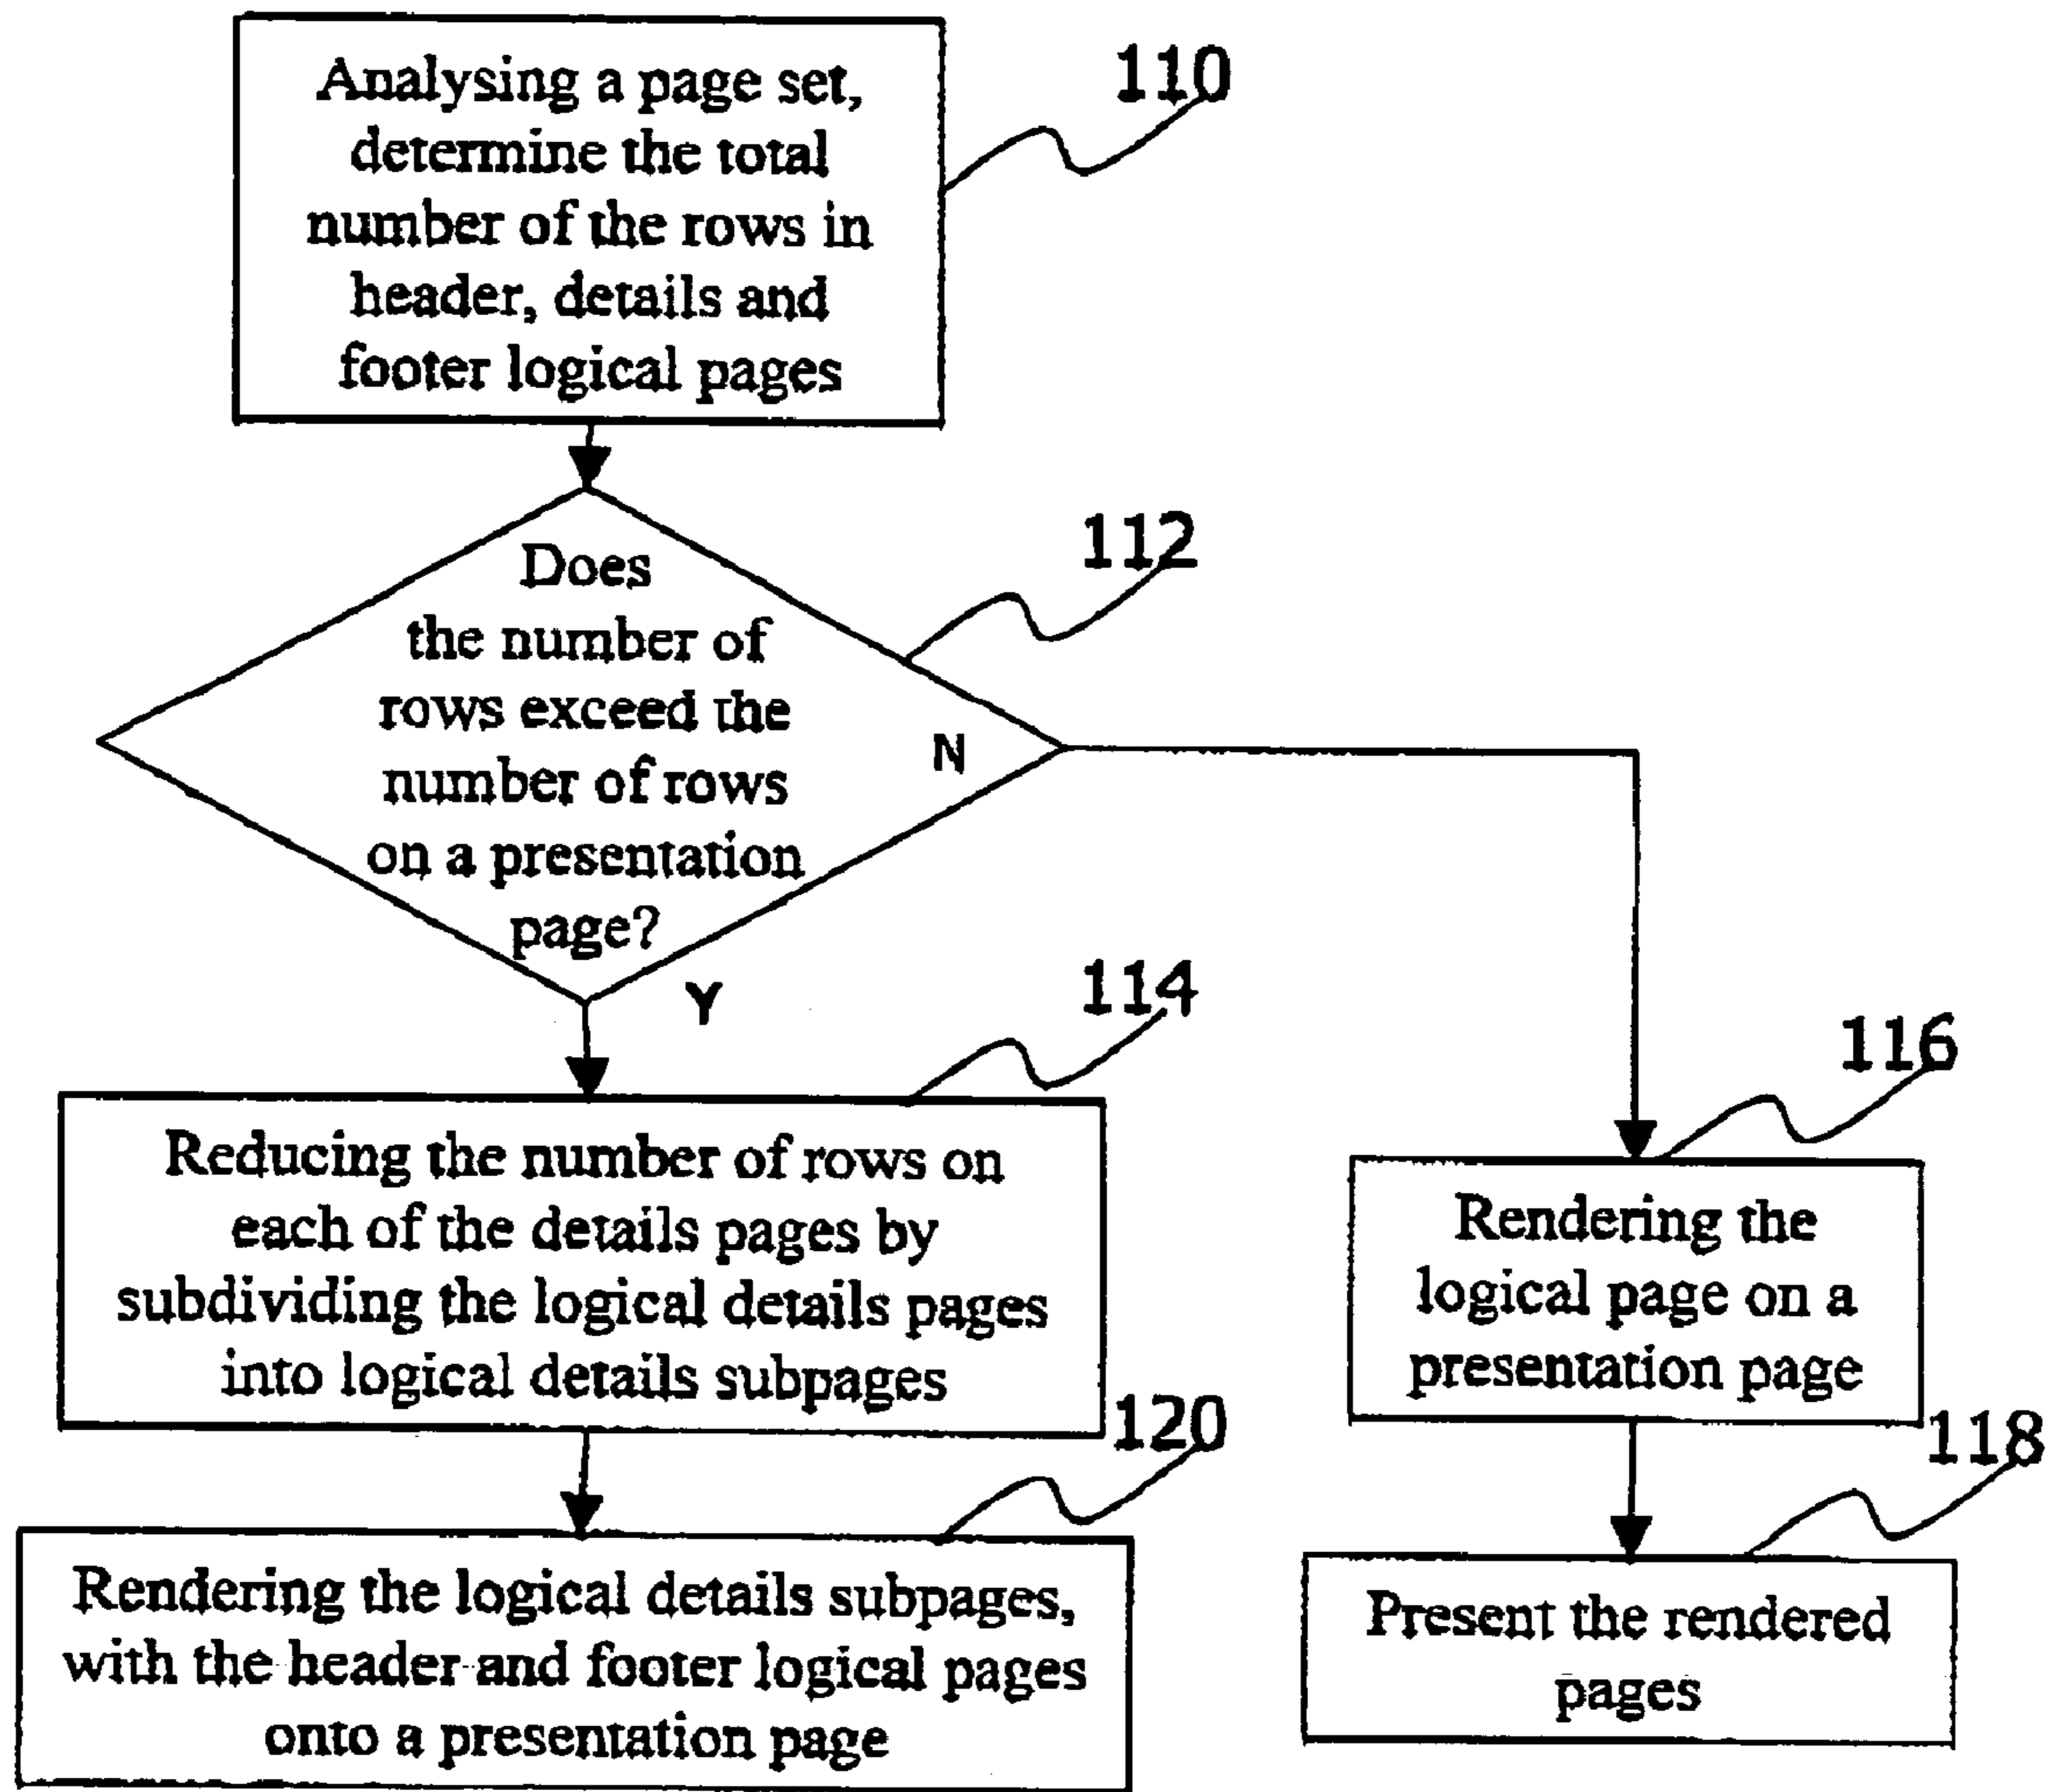 Analysing a page set,
determine the total
number of the rows in
header, details and
footer logical pages
110
Does
the number of
rows exceed the
number of rows
on a presentation
page?
112
N
Y
114
Reducing the number of rows on
each of the details pages by
subdividing the logical details pages
into logical details subpages
116
Rendering the
logical page on a
presentation page
120
Rendering the logical details subpages,
with the header and footer logical pages
onto a presentation page
118
Present the rendered
pages